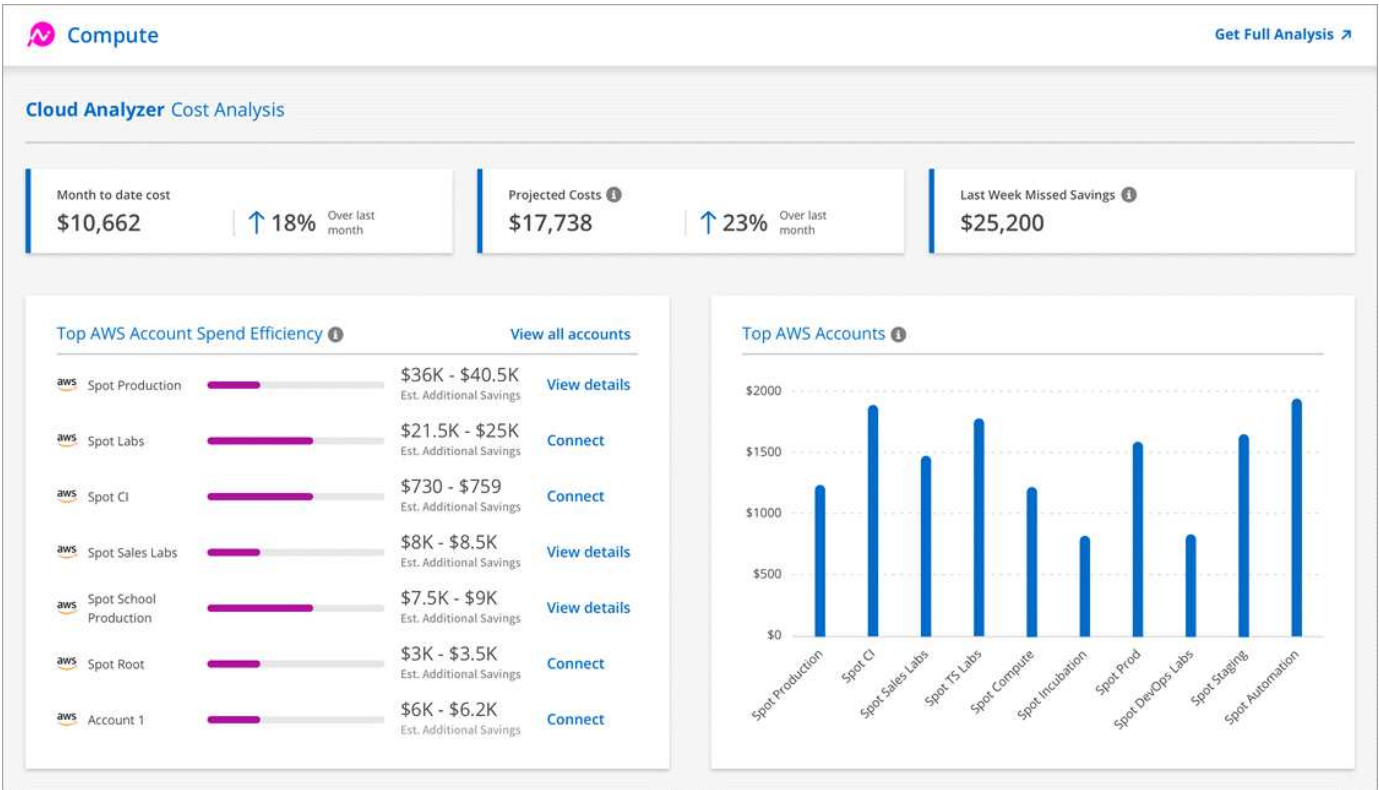 Compute
Get Full Analysis ↗
Cloud Analyzer Cost Analysis
Month to date cost
$10,662
↑ 18% Over last
month
Projected Costs
$17,738
↑ 23% Over last
month
Last Week Missed Savings
$25,200
Top AWS Account Spend Efficiency
View all accounts
aws Spot Production
$36K - $40.5K
Est. Additional Savings
View details
aws Spot Labs
$21.5K - $25K
Est. Additional Savings
Connect
aws Spot CI
$730 - $759
Est. Additional Savings
Connect
aws Spot Sales Labs
$8K - $8.5K
Est. Additional Savings
View details
aws Spot School
Production
$7.5K - $9K
Est. Additional Savings
View details
aws Spot Root
$3K - $3.5K
Est. Additional Savings
Connect
aws Account 1
$6K - $6.2K
Est. Additional Savings
Connect
Top AWS Accounts
$2000
$1500
$1000
$500
$0
Spot Production
Spot CI
Spot Sales Labs
Spot TS Labs
Spot Compute
Spot Incubation
Spot Prod
Spot DevOps Labs
Spot Staging
Spot Automation